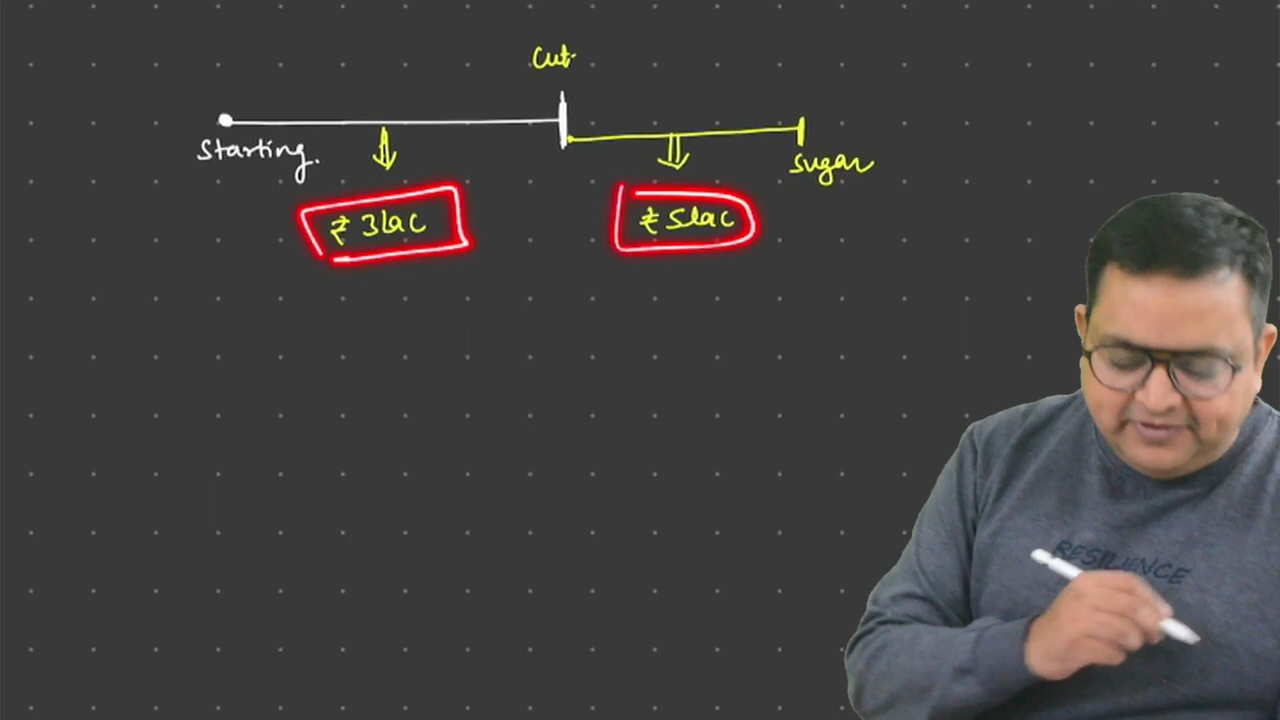 Cut
Starting.
Sugar
₹ 3lac
₹ 5lac
RESILIENCE